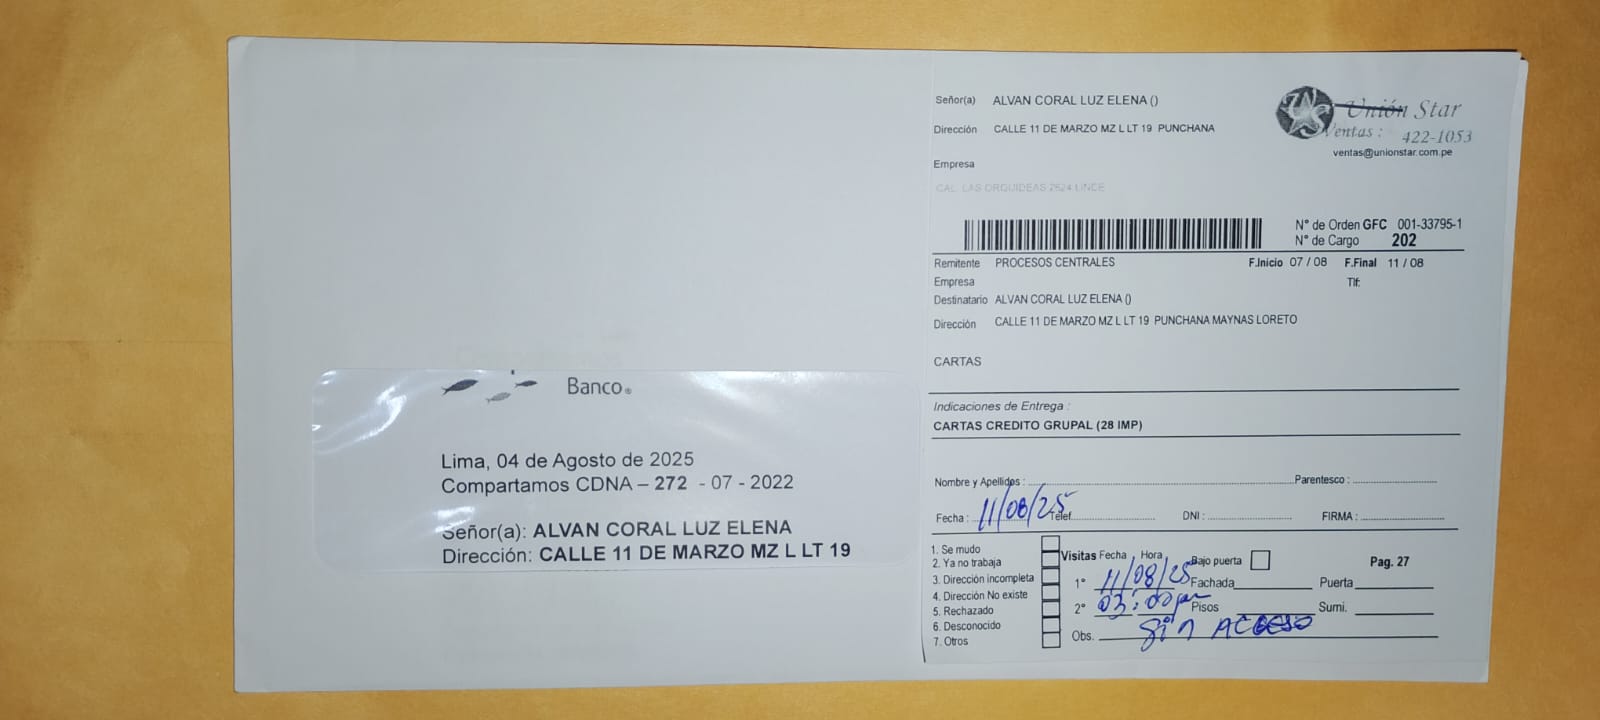 Banco
Lima, 04 de Agosto de 2025
Compartamos CDNA – 272 - 07 - 2022
Señor(a): ALVAN CORAL LUZ ELENA
Dirección: CALLE 11 DE MARZO MZ L LT 19
Señor(a) ALVAN CORAL LUZ ELENA ()
Dirección CALLE 11 DE MARZO MZ L LT 19 PUNCHANA
Empresa
CAL. LAS ORQUIDEAS 2624 LINCE
Unión Star
Ventas : 422-1053
ventas@unionstar.com.pe
N° de Orden GFC 001-33795-1
N° de Cargo 202
Remitente PROCESOS CENTRALES F.Inicio 07 / 08 F.Final 11 / 08
Empresa Tlf:
Destinatario ALVAN CORAL LUZ ELENA ()
Dirección CALLE 11 DE MARZO MZ L LT 19 PUNCHANA MAYNAS LORETO
CARTAS
Indicaciones de Entrega :
CARTAS CREDITO GRUPAL (28 IMP)
Nombre y Apellidos : Parentesco :
Fecha : 11/08/25 Telef. DNI : FIRMA :
1. Se mudo
2. Ya no trabaja
3. Dirección incompleta
4. Dirección No existe
5. Rechazado
6. Desconocido
7. Otros
Visitas Fecha Hora Bajo puerta Pag. 27
1° 11/08/25 Fachada Puerta
2° 03:00pm Pisos Sumi.
Obs. Sin ACCESO